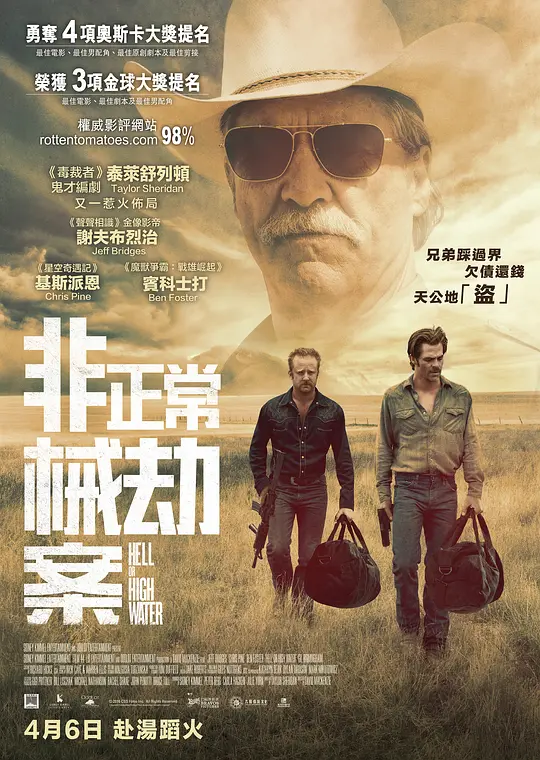 勇奪4項奧斯卡大獎提名
最佳電影、最佳男配角、最佳原創劇本及最佳剪接
榮獲3項金球大獎提名
最佳電影、最佳劇本及最佳男配角
權威影評網站
rottentomatoes.com 98%
《毒裁者》
鬼才編劇
泰萊舒列頓
Taylor Sheridan
又一惹火佈局
《聲聲相識》金像影帝
謝夫布烈治
Jeff Bridges
《星空奇遇記》
基斯派恩
Chris Pine
《魔獸爭霸：戰雄崛起》
賓科士打
Ben Foster
兄弟踩過界
欠債還錢
天公地「盜」
非正常
械劫
案
HELL
OR
HIGH
WATER
4月6日 赴湯蹈火